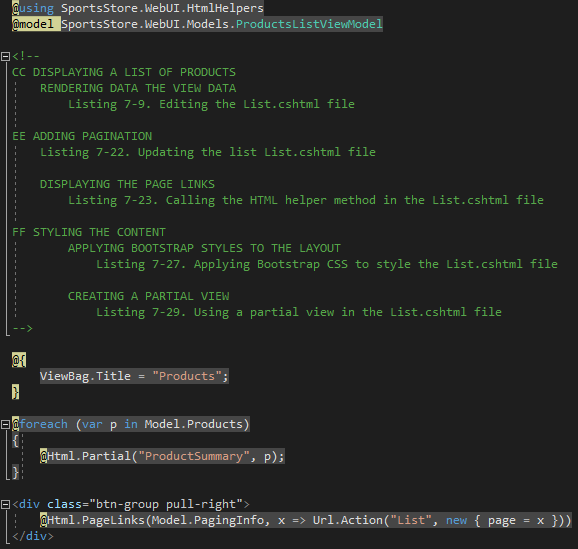 @using SportsStore.WebUI.HtmlHelpers
@model SportsStore.WebUI.Models.ProductsListViewModel
<!--
CC DISPLAYING A LIST OF PRODUCTS
RENDERING DATA THE VIEW DATA
Listing 7-9. Editing the List.cshtml file
EE ADDING PAGINATION
Listing 7-22. Updating the list List.cshtml file
DISPLAYING THE PAGE LINKS
Listing 7-23. Calling the HTML helper method in the List.cshtml file
FF STYLING THE CONTENT
APPLYING BOOTSTRAP STYLES TO THE LAYOUT
Listing 7-27. Applying Bootstrap CSS to style the List.cshtml file
CREATING A PARTIAL VIEW
Listing 7-29. Using a partial view in the List.cshtml file
-->
@{
ViewBag.Title = "Products";
}
@foreach (var p in Model.Products)
{
@Html.Partial("ProductSummary", p);
}
<div class="btn-group pull-right">
@Html.PageLinks(Model.PagingInfo, x => Url.Action("List", new { page = x }))
</div>